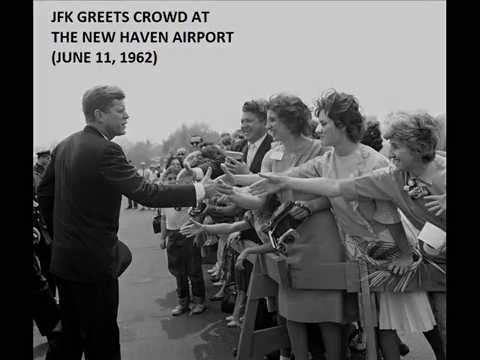 JFK GREETS CROWD AT
THE NEW HAVEN AIRPORT
(JUNE 11, 1962)